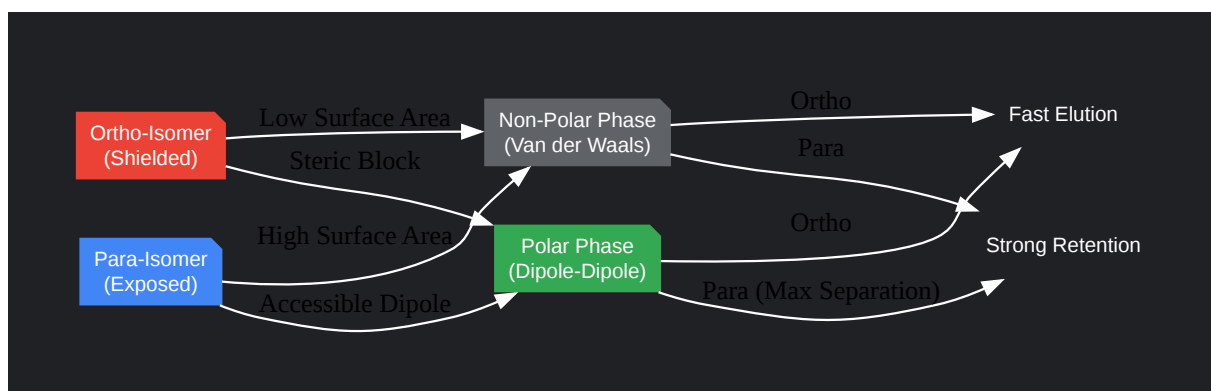 Ortho-Isomer
(Shielded)
Low Surface Area
Steric Block
Non-Polar Phase
(Van der Waals)
Ortho
Para
Fast Elution
Para-Isomer
(Exposed)
High Surface Area
Accessible Dipole
Polar Phase
(Dipole-Dipole)
Ortho
Para (Max Separation)
Strong Retention